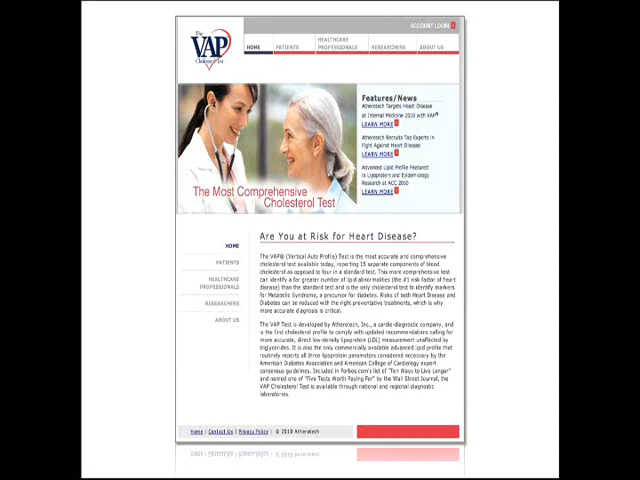 The
VAP
Cholesterol Test
ACCOUNT LOGIN
HOME
PATIENTS
HEALTHCARE
PROFESSIONALS
RESEARCHERS
ABOUT US
The Most Comprehensive
Cholesterol Test
Features/News
Atherotech Targets Heart Disease
at Internal Medicine 2010 with VAP®
LEARN MORE
Atherotech Recruits Top Experts in
Fight Against Heart Disease
LEARN MORE
Advanced Lipid Profile Featured
in Lipoprotein and Epidemiology
Research at ACC 2010
LEARN MORE
HOME
PATIENTS
HEALTHCARE
PROFESSIONALS
RESEARCHERS
ABOUT US
Are You at Risk for Heart Disease?
The VAP® (Vertical Auto Profile) Test is the most accurate and comprehensive
cholesterol test available today, reporting 15 separate components of blood
cholesterol as opposed to four in a standard test. This more comprehensive test
can identify a far greater number of lipid abnormalities (the #1 risk factor of heart
disease) than the standard test and is the only cholesterol test to identify markers
for Metabolic Syndrome, a precursor for diabetes. Risks of both Heart Disease and
Diabetes can be reduced with the right preventative treatments, which is why
more accurate diagnosis is critical.
The VAP Test is developed by Atherotech, Inc., a cardio-diagnostic company, and
is the first cholesterol profile to comply with updated recommendations calling for
more accurate, direct low-density lipoprotein (LDL) measurement unaffected by
triglycerides. It is also the only commercially available advanced lipid profile that
routinely reports all three lipoprotein parameters considered necessary by the
American Diabetes Association and American College of Cardiology expert
consensus guidelines. Included in Forbes.com's list of "Ten Ways to Live Longer"
and named one of "Five Tests Worth Paying For" by the Wall Street Journal, the
VAP Cholesterol Test is available through national and regional diagnostic
laboratories.
Home | Contact Us | Privacy Policy | © 2010 Atherotech